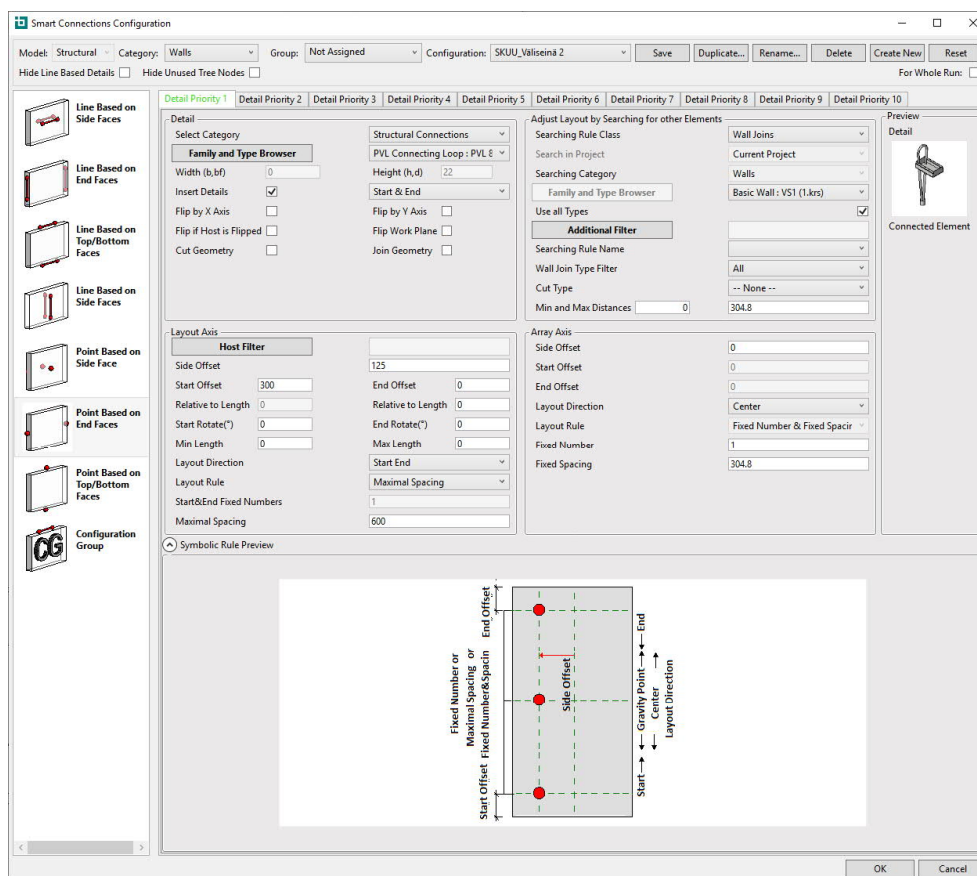 Smart Connections Configuration
Model: Structural Category: Walls Group: Not Assigned Configuration: SKUU_Väliseinä 2 Save Duplicate... Rename... Delete Create New Reset
Hide Line Based Details Hide Unused Tree Nodes For Whole Run:
Line Based on
Side Faces
Line Based on
End Faces
Line Based on
Top/Bottom
Faces
Line Based on
Side Faces
Point Based on
Side Face
Point Based on
End Faces
Point Based on
Top/Bottom
Faces
CG
Configuration
Group
Detail Priority 1 Detail Priority 2 Detail Priority 3 Detail Priority 4 Detail Priority 5 Detail Priority 6 Detail Priority 7 Detail Priority 8 Detail Priority 9 Detail Priority 10
Detail
Select Category Structural Connections
Family and Type Browser PVL Connecting Loop : PVL 8
Width (b,bf) 0 Height (h,d) 22
Insert Details Start & End
Flip by X Axis Flip by Y Axis
Flip if Host is Flipped Flip Work Plane
Cut Geometry Join Geometry
Adjust Layout by Searching for other Elements
Searching Rule Class Wall Joins
Search in Project Current Project
Searching Category Walls
Family and Type Browser Basic Wall : VS1 (1.krs)
Use all Types
Additional Filter
Searching Rule Name
Wall Join Type Filter All
Cut Type -- None --
Min and Max Distances 0 304.8
Preview
Detail
Connected Element
Layout Axis
Host Filter
Side Offset 125
Start Offset 300 End Offset 0
Relative to Length 0 Relative to Length 0
Start Rotate(°) 0 End Rotate(°) 0
Min Length 0 Max Length 0
Layout Direction Start End
Layout Rule Maximal Spacing
Start&End Fixed Numbers 1
Maximal Spacing 600
Array Axis
Side Offset 0
Start Offset 0
End Offset 0
Layout Direction Center
Layout Rule Fixed Number & Fixed Spacir
Fixed Number 1
Fixed Spacing 304.8
Symbolic Rule Preview
Fixed Number or
Maximal Spacing or
Fixed Number&Spacin
Start Offset
End Offset
Side Offset
Start
Gravity Point
End
Center
Layout Direction
OK Cancel